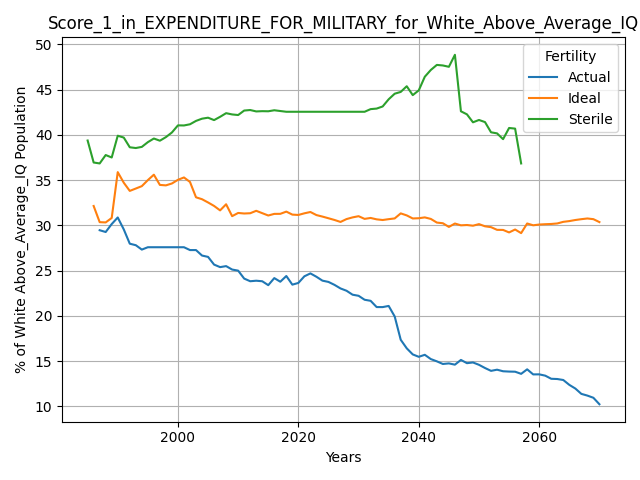 Score_1_in_EXPENDITURE_FOR_MILITARY_for_White_Above_Average_IQ
% of White Above_Average_IQ Population
50
45
40
35
30
25
20
15
10
Fertility
Actual
Ideal
Sterile
2000 2020 2040 2060
Years